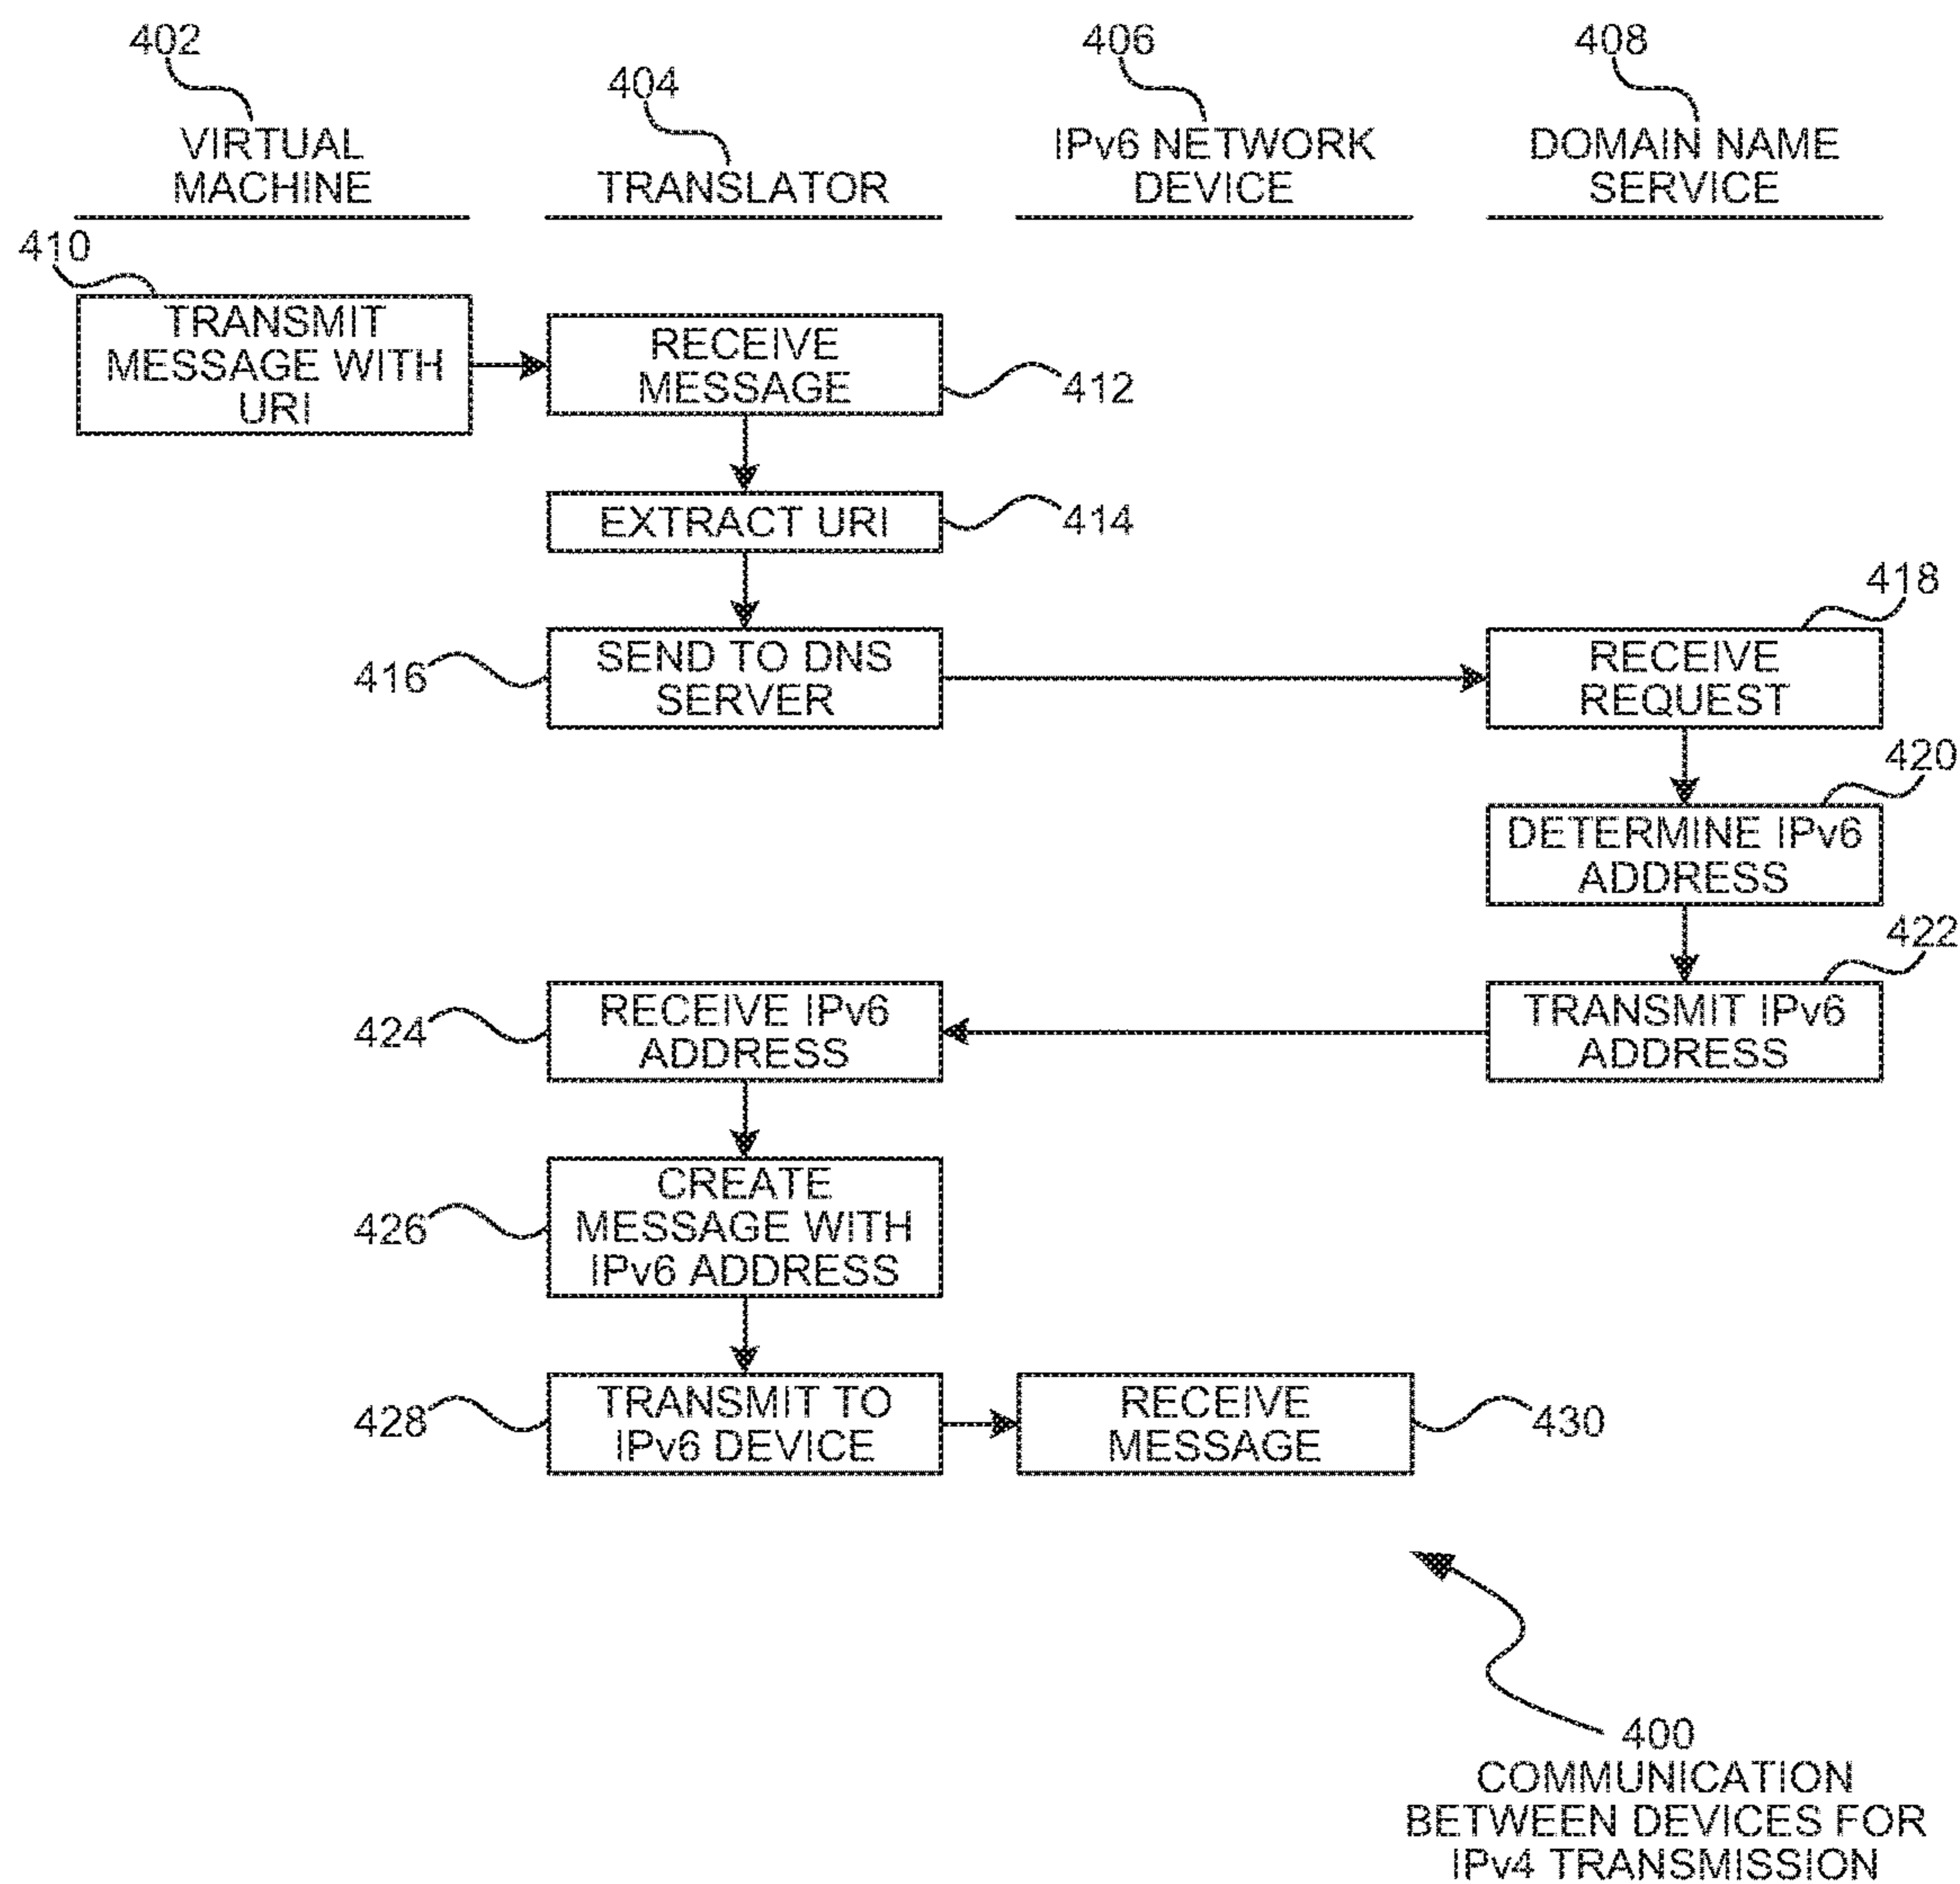 402
VIRTUAL
MACHINE
404
TRANSLATOR
406
IPv6 NETWORK
DEVICE
408
DOMAIN NAME
SERVICE
410
TRANSMIT
MESSAGE WITH
URI
RECEIVE
MESSAGE
412
EXTRACT URI
414
416
SEND TO DNS
SERVER
418
RECEIVE
REQUEST
420
DETERMINE IPv6
ADDRESS
422
TRANSMIT IPv6
ADDRESS
424
RECEIVE IPv6
ADDRESS
426
CREATE
MESSAGE WITH
IPv6 ADDRESS
428
TRANSMIT TO
IPv6 DEVICE
RECEIVE
MESSAGE
430
400
COMMUNICATION
BETWEEN DEVICES FOR
IPv4 TRANSMISSION